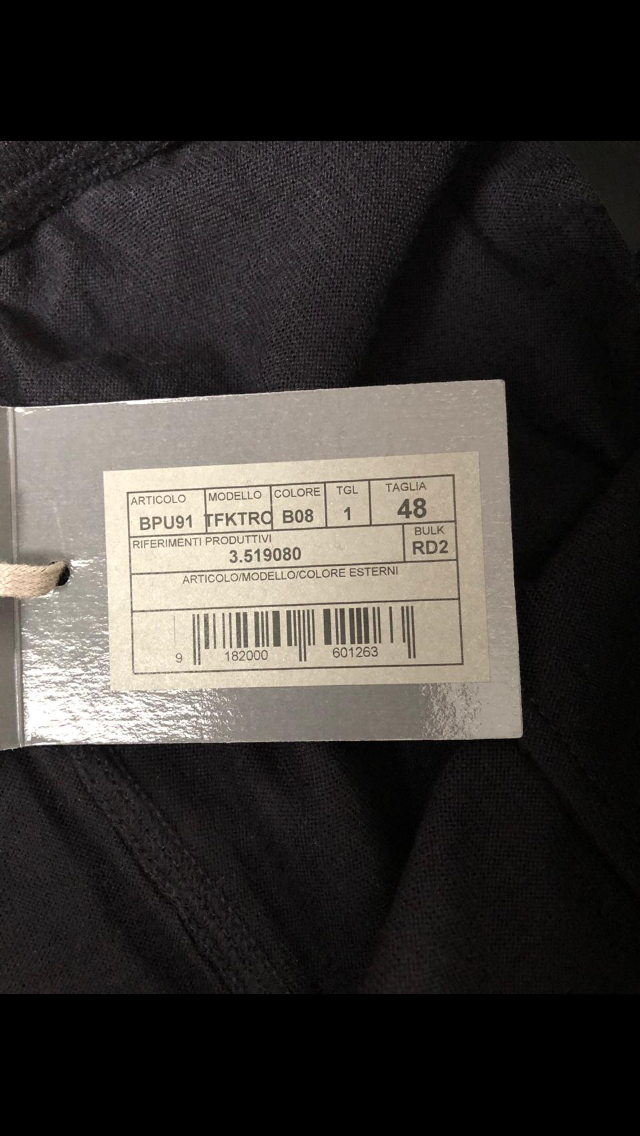 ARTICOLO MODELLO COLORE TGL TAGLIA
BPU91 TFKTRO B08 1 48
RIFERIMENTI PRODUTTIVI BULK
3.519080 RD2
ARTICOLO/MODELLO/COLORE ESTERNI
9 182000 601263